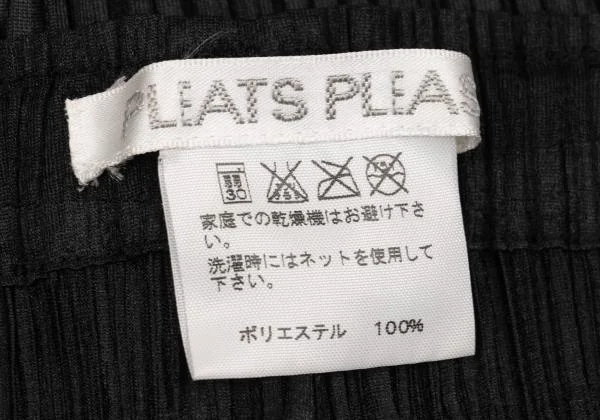 PLEATS PLEAS
弱
30
家庭での乾燥機はお避け下さ
い。
洗濯時にはネットを使用して
下さい。
ポリエステル 100%